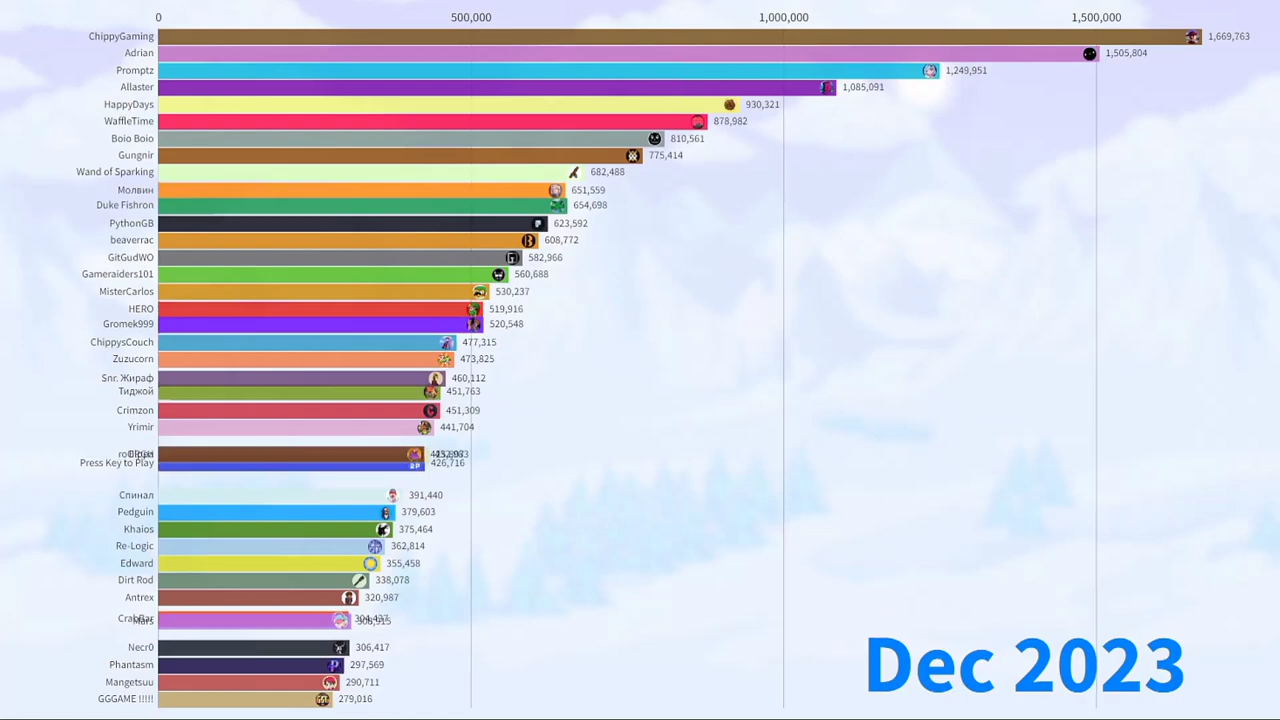 0 500,000 1,000,000 1,500,000
ChippyGaming 1,669,763
Adrian 1,505,804
Promptz 1,249,951
Allaster 1,085,091
HappyDays 930,321
WaffleTime 878,982
Boio Boio 810,561
Gungnir 775,414
Wand of Sparking 682,488
Молвин 651,559
Duke Fishron 654,698
PythonGB 623,592
beaverrac 608,772
GitGudWO 582,966
Gameraiders101 560,688
MisterCarlos 530,237
HERO 519,916
Gromek999 520,548
ChippysCouch 477,315
Zuzucorn 473,825
Snr. Жираф 460,112
Тиджой 451,763
Crimzon 451,309
Yrimir 441,704
Press Key to Play 426,716
Спинал 391,440
Pedguin 379,603
Khaios 375,464
Re-Logic 362,814
Edward 355,458
Dirt Rod 338,078
Antrex 320,987
Necr0 306,417
Phantasm 297,569
Mangetsuu 290,711
GGGAME !!!!! 279,016
Dec 2023